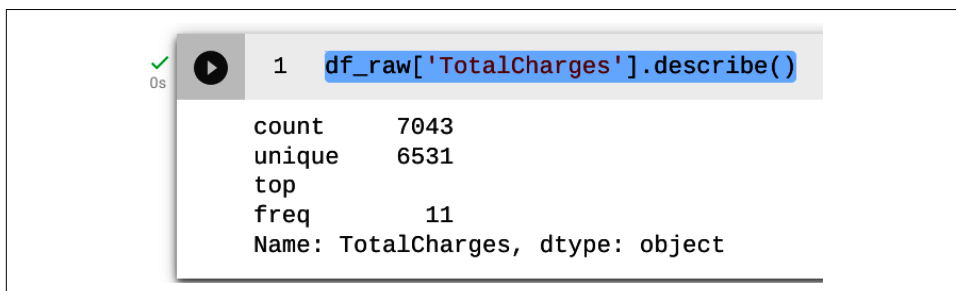 1 df_raw['TotalCharges'].describe()
0s
count 7043
unique 6531
top
freq 11
Name: TotalCharges, dtype: object